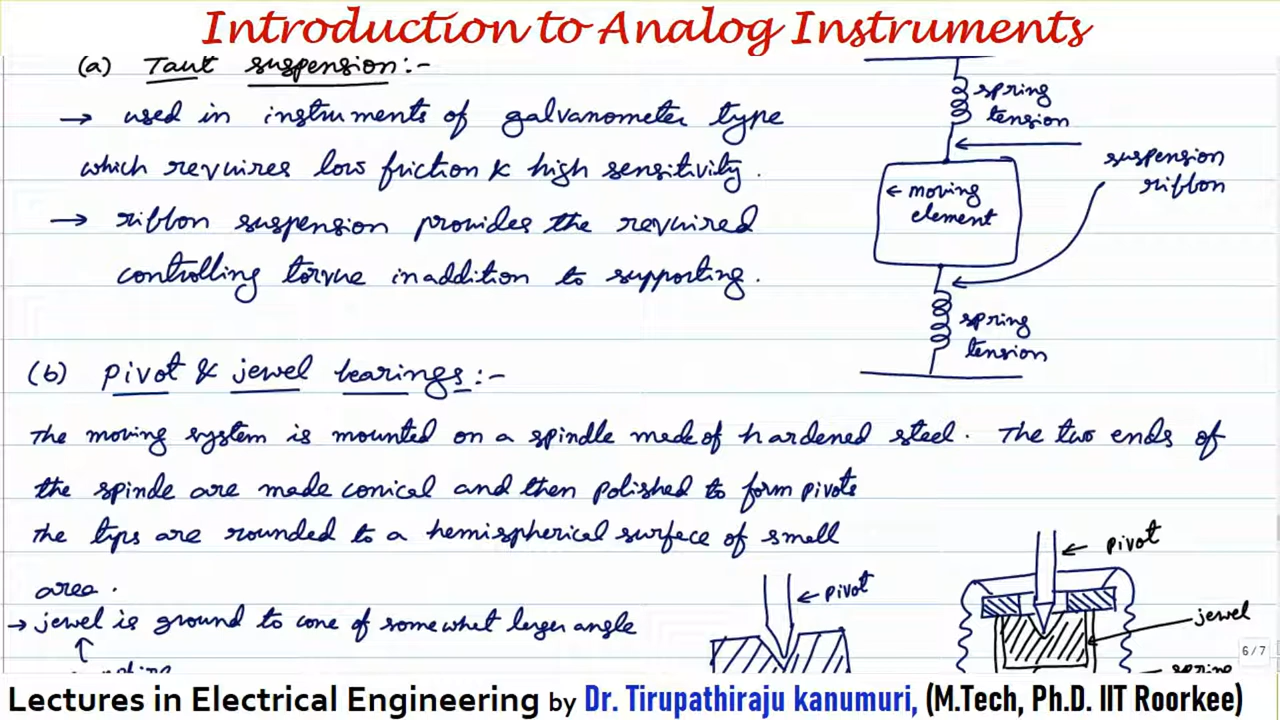 Introduction to Analog Instruments
(a) Taut suspension:-
→ used in instruments of galvanometer type
which requires low friction & high sensitivity.
→ ribbon suspension provides the required
controlling torque inaddition to supporting.
spring
tension
suspension
ribbon
← moving
element
spring
tension
(b) pivot & jewel bearings:-
The moving system is mounted on a spindle made of hardened steel. The two ends of
the spinde are made conical and then polished to form pivots
The tips are rounded to a hemispherical surface of small
area.
→ jewel is ground to cone of somewhat larger angle
pivot
pivot
jewel
spring
6 / 7
Lectures in Electrical Engineering by Dr. Tirupathiraju kanumuri, (M.Tech, Ph.D. IIT Roorkee)